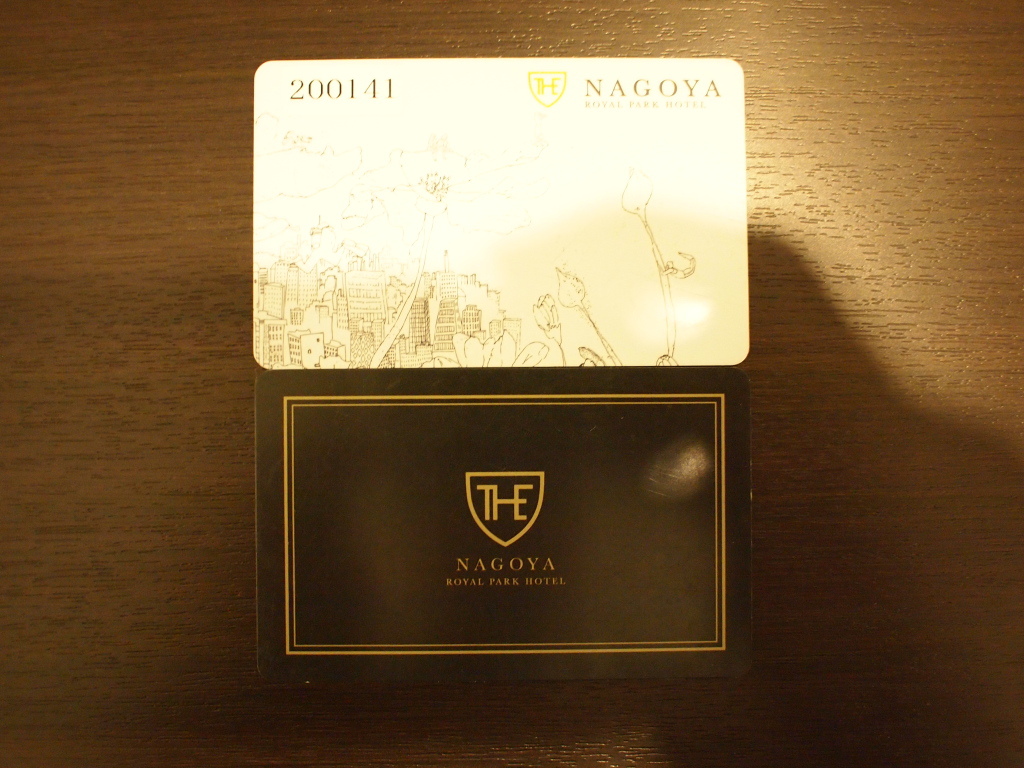 200141
THE NAGOYA
ROYAL PARK HOTEL
THE
NAGOYA
ROYAL PARK HOTEL